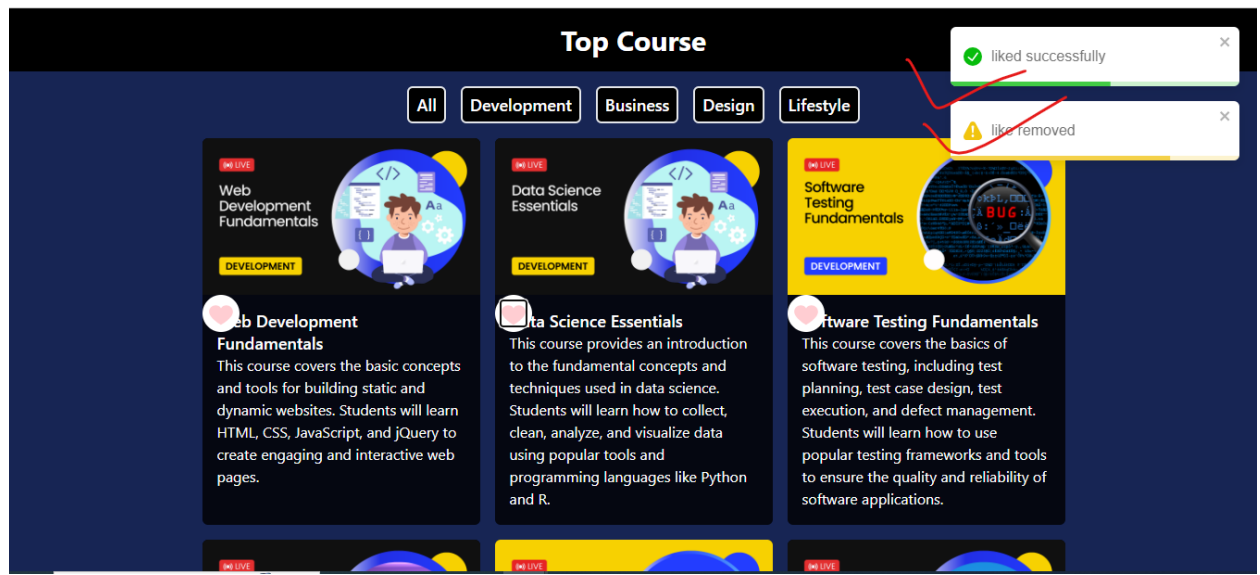 Top Course
liked successfully
like removed
All Development Business Design Lifestyle
LIVE
Web
Development
Fundamentals
DEVELOPMENT
Web Development
Fundamentals
This course covers the basic concepts
and tools for building static and
dynamic websites. Students will learn
HTML, CSS, JavaScript, and jQuery to
create engaging and interactive web
pages.
LIVE
Data Science
Essentials
DEVELOPMENT
Data Science Essentials
This course provides an introduction
to the fundamental concepts and
techniques used in data science.
Students will learn how to collect,
clean, analyze, and visualize data
using popular tools and
programming languages like Python
and R.
LIVE
Software
Testing
Fundamentals
DEVELOPMENT
BUG
Software Testing Fundamentals
This course covers the basics of
software testing, including test
planning, test case design, test
execution, and defect management.
Students will learn how to use
popular testing frameworks and tools
to ensure the quality and reliability of
software applications.
LIVE
LIVE
LIVE